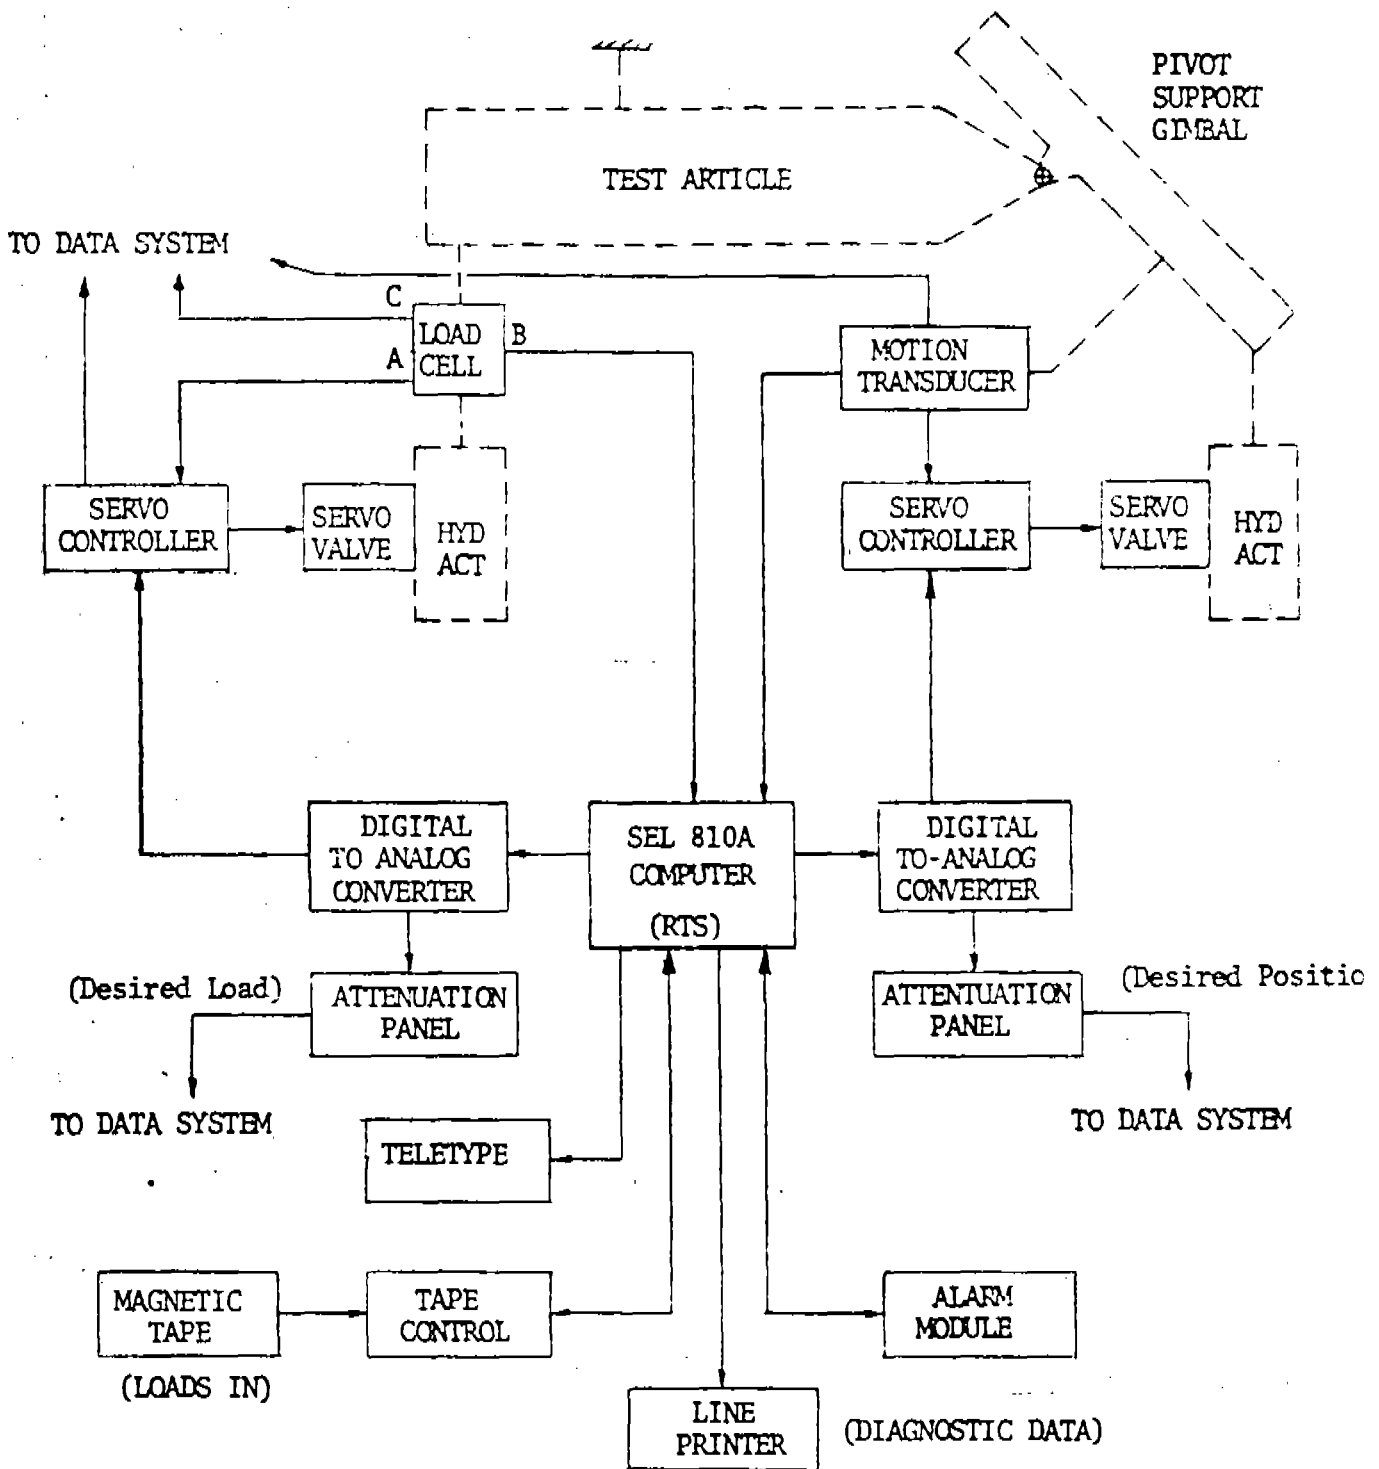 PIVOT
SUPPORT
GIMBAL
TEST ARTICLE
TO DATA SYSTEM
C
LOAD
CELL
B
A
MOTION
TRANSDUCER
SERVO
CONTROLLER
SERVO
VALVE
HYD
ACT
SERVO
CONTROLLER
SERVO
VALVE
HYD
ACT
DIGITAL
TO ANALOG
CONVERTER
SEL 810A
COMPUTER
(RTS)
DIGITAL
TO-ANALOG
CONVERTER
(Desired Load)
ATTENUATION
PANEL
ATTENTUATION
PANEL
(Desired Positio
TO DATA SYSTEM
TO DATA SYSTEM
TELETYPE
MAGNETIC
TAPE
(LOADS IN)
TAPE
CONTROL
ALARM
MODULE
LINE
PRINTER
(DIAGNOSTIC DATA)